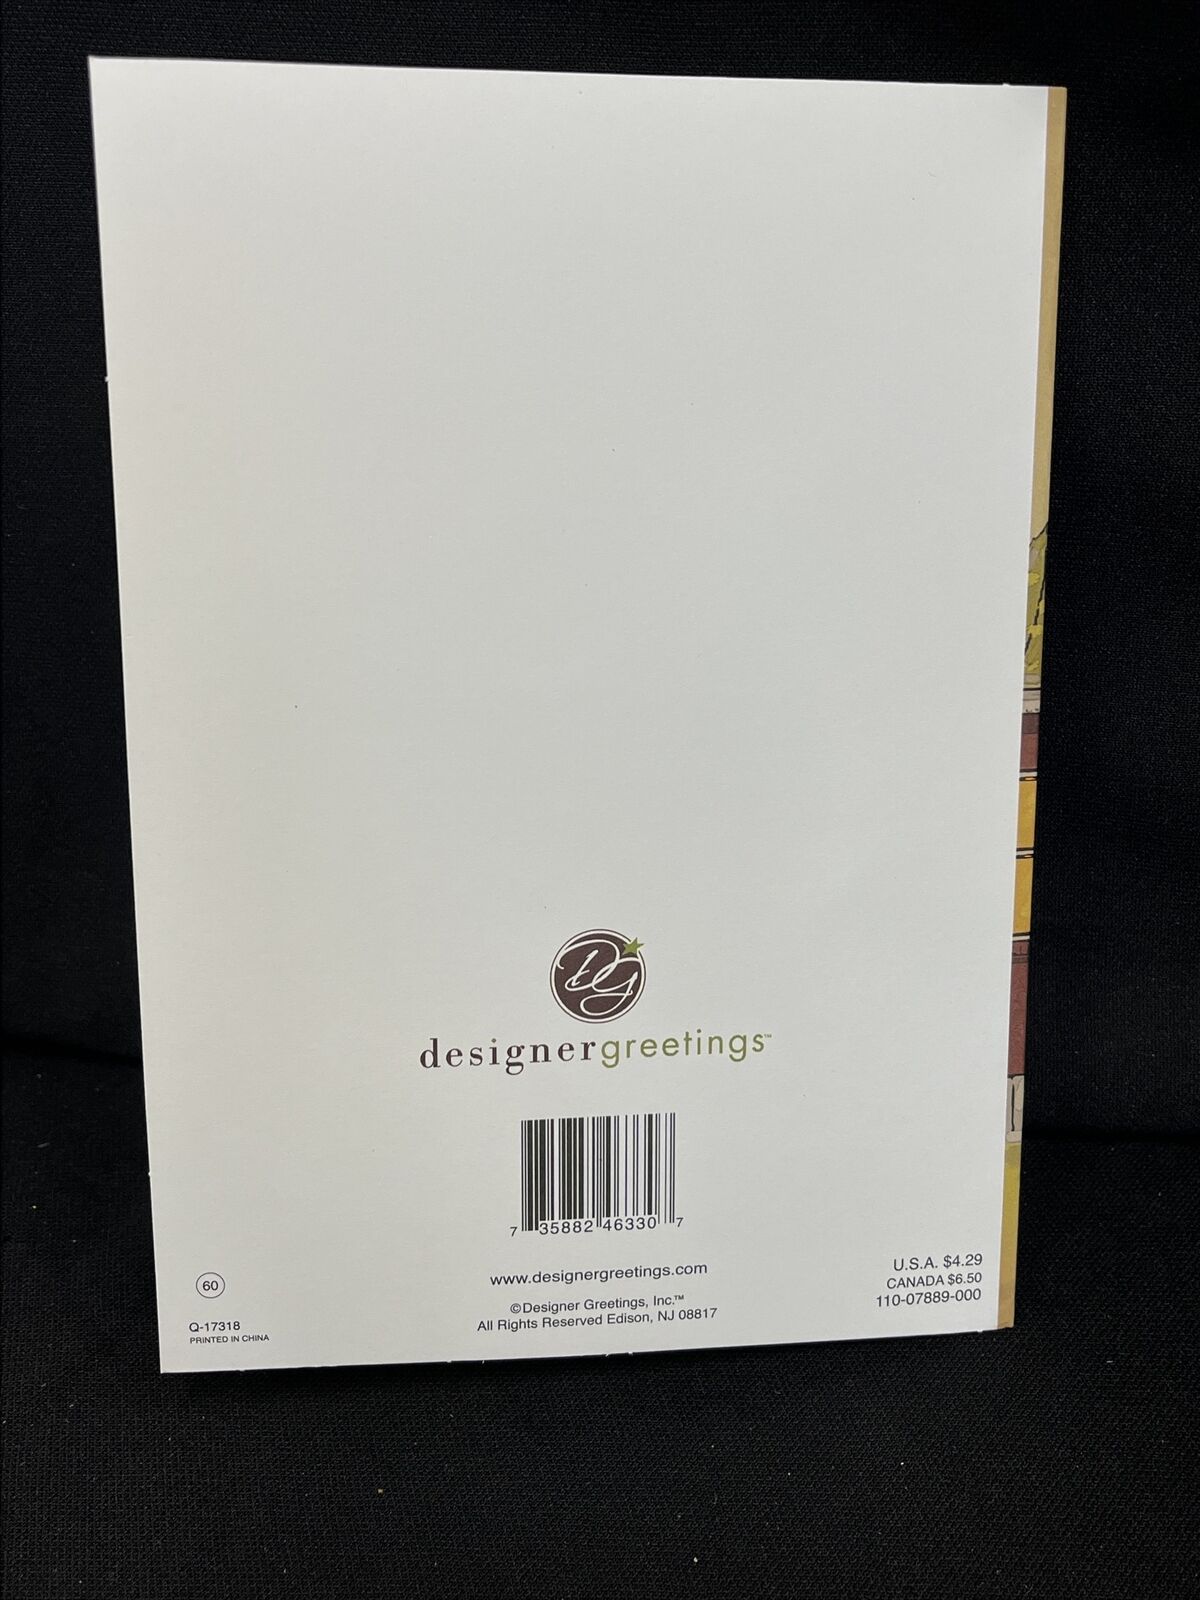 DG
designergreetings™
7 35882 46330 7
www.designergreetings.com
©Designer Greetings, Inc.™
All Rights Reserved Edison, NJ 08817
60
Q-17318
PRINTED IN CHINA
U.S.A. $4.29
CANADA $6.50
110-07889-000